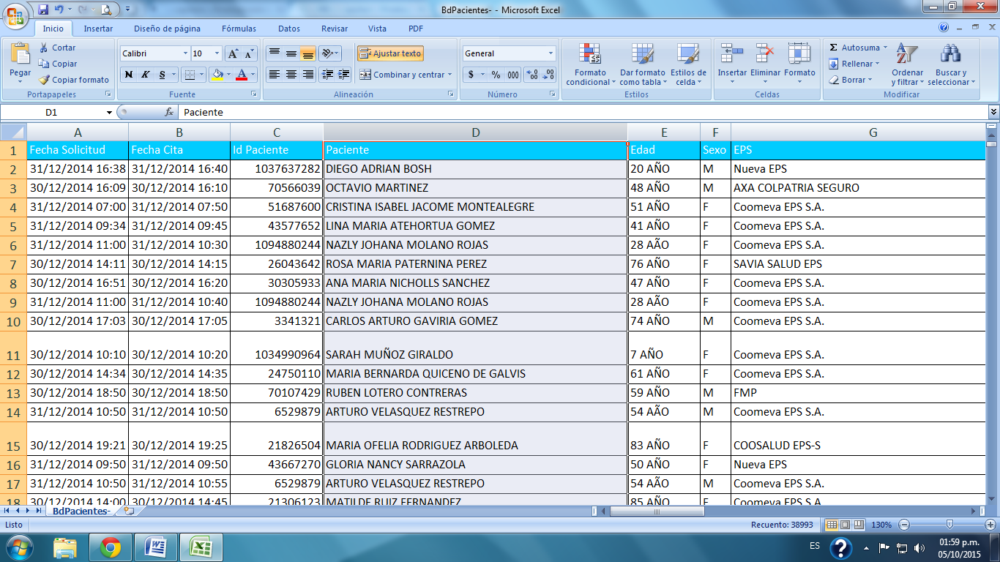 BdPacientes- - Microsoft Excel
Inicio Insertar Diseño de página Fórmulas Datos Revisar Vista PDF
Pegar Cortar Copiar Copiar formato Portapapeles
Calibri 10 N K S A Fuente
Ajustar texto Combinar y centrar Alineación
General $ % 000 Número
Formato condicional Dar formato como tabla Estilos de celda Estilos
Insertar Eliminar Formato Celdas
Σ Autosuma Rellenar Borrar Ordenar y filtrar Buscar y seleccionar Modificar
D1 fx Paciente
A B C D E F G
1 Fecha Solicitud Fecha Cita Id Paciente Paciente Edad Sexo EPS
2 31/12/2014 16:38 31/12/2014 16:40 1037637282 DIEGO ADRIAN BOSH 20 AÑO M Nueva EPS
3 30/12/2014 16:09 30/12/2014 16:10 70566039 OCTAVIO MARTINEZ 48 AÑO M AXA COLPATRIA SEGURO
4 31/12/2014 07:00 31/12/2014 07:50 51687600 CRISTINA ISABEL JACOME MONTEALEGRE 51 AÑO F Coomeva EPS S.A.
5 31/12/2014 09:34 31/12/2014 09:45 43577652 LINA MARIA ATEHORTUA GOMEZ 41 AÑO F Coomeva EPS S.A.
6 31/12/2014 11:00 31/12/2014 10:30 1094880244 NAZLY JOHANA MOLANO ROJAS 28 AÃO F Coomeva EPS S.A.
7 30/12/2014 14:11 30/12/2014 14:15 26043642 ROSA MARIA PATERNINA PEREZ 76 AÑO F SAVIA SALUD EPS
8 30/12/2014 16:51 30/12/2014 16:20 30305933 ANA MARIA NICHOLLS SANCHEZ 47 AÑO F Coomeva EPS S.A.
9 31/12/2014 11:00 31/12/2014 10:40 1094880244 NAZLY JOHANA MOLANO ROJAS 28 AÃO F Coomeva EPS S.A.
10 30/12/2014 17:03 30/12/2014 17:05 3341321 CARLOS ARTURO GAVIRIA GOMEZ 74 AÑO M Coomeva EPS S.A.
11 30/12/2014 10:10 30/12/2014 10:20 1034990964 SARAH MUÑOZ GIRALDO 7 AÑO F Coomeva EPS S.A.
12 30/12/2014 14:34 30/12/2014 14:35 24750110 MARIA BERNARDA QUICENO DE GALVIS 61 AÑO F Coomeva EPS S.A.
13 30/12/2014 18:50 30/12/2014 18:50 70107429 RUBEN LOTERO CONTRERAS 59 AÑO M FMP
14 31/12/2014 10:50 31/12/2014 10:50 6529879 ARTURO VELASQUEZ RESTREPO 54 AÃO M Coomeva EPS S.A.
15 30/12/2014 19:21 30/12/2014 19:25 21826504 MARIA OFELIA RODRIGUEZ ARBOLEDA 83 AÑO F COOSALUD EPS-S
16 31/12/2014 09:50 31/12/2014 09:50 43667270 GLORIA NANCY SARRAZOLA 50 AÑO F Nueva EPS
17 31/12/2014 10:50 31/12/2014 10:55 6529879 ARTURO VELASQUEZ RESTREPO 54 AÃO M Coomeva EPS S.A.
18 30/12/2014 14:00 30/12/2014 14:45 21306123 MATILDE RUIZ FERNANDEZ 85 AÑO F Coomeva EPS S.A.
BdPacientes-
Listo Recuento: 38993 130%
ES 01:59 p.m.
05/10/2015